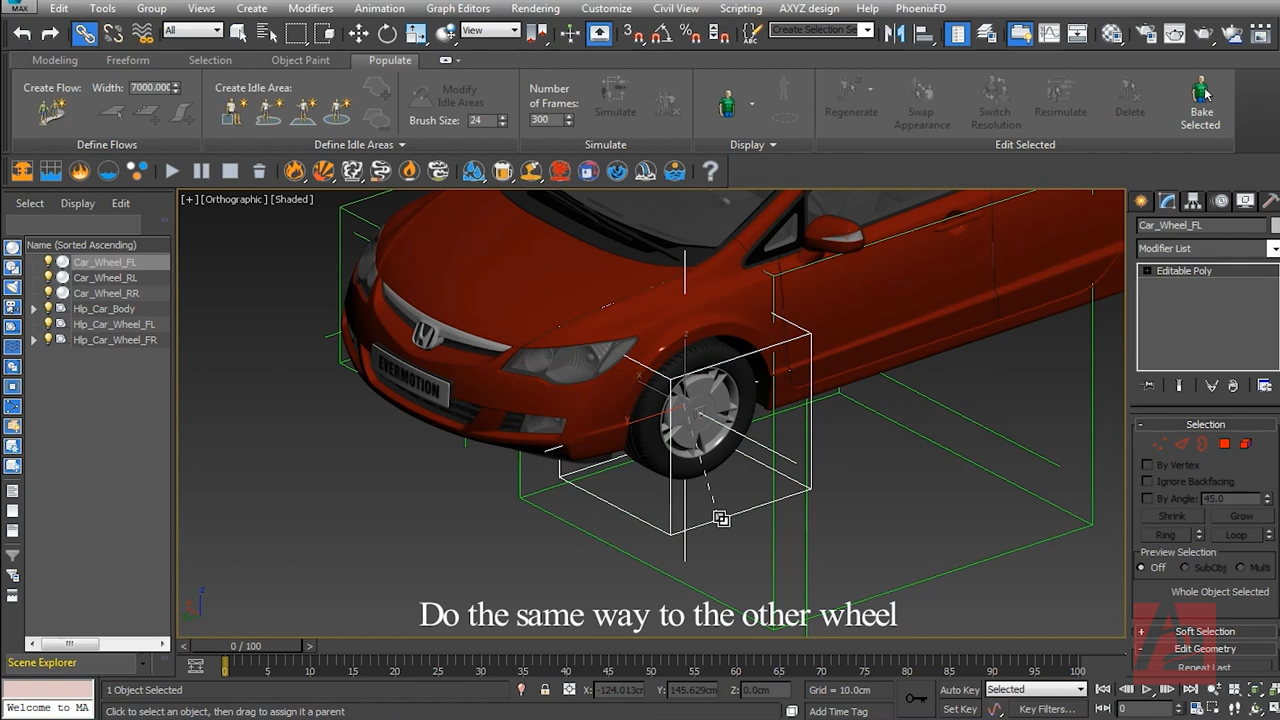 MAX
Edit Tools Group Views Create Modifiers Animation Graph Editors Rendering Customize Civil View Scripting AXYZ design Help PhoenixFD
All View Create Selection Se
Modeling Freeform Selection Object Paint Populate
Create Flow: Width: 7000.000
Create Idle Area:
Modify Idle Areas
Brush Size: 24
Number of Frames:
300
Simulate
Regenerate
Swap Appearance
Switch Resolution
Resimulate
Delete
Bake Selected
Define Flows Define Idle Areas Simulate Display Edit Selected
Select Display Edit
Name (Sorted Ascending)
Car_Wheel_FL
Car_Wheel_RL
Car_Wheel_RR
Hlp_Car_Body
Hlp_Car_Wheel_FL
Hlp_Car_Wheel_FR
[+] [Orthographic ] [Shaded ]
EVERMOTION
z
x
y
z
Do the same way to the other wheel
Car_Wheel_FL
Modifier List
Editable Poly
Selection
By Vertex
Ignore Backfacing
By Angle: 45.0
Shrink Grow
Ring Loop
Preview Selection
Off SubObj Multi
Whole Object Selected
Soft Selection
Edit Geometry
Repeat Last
0 / 100
Scene Explorer
0 5 10 15 20 25 30 35 40 45 50 55 60 65 70 75 80 85 90 95 100
1 Object Selected X: -124.013cm Y: 145.629cm Z: 0.0cm Grid = 10.0cm Auto Key Selected
Welcome to MA Click to select an object, then drag to assign it a parent Add Time Tag Set Key Key Filters... 0